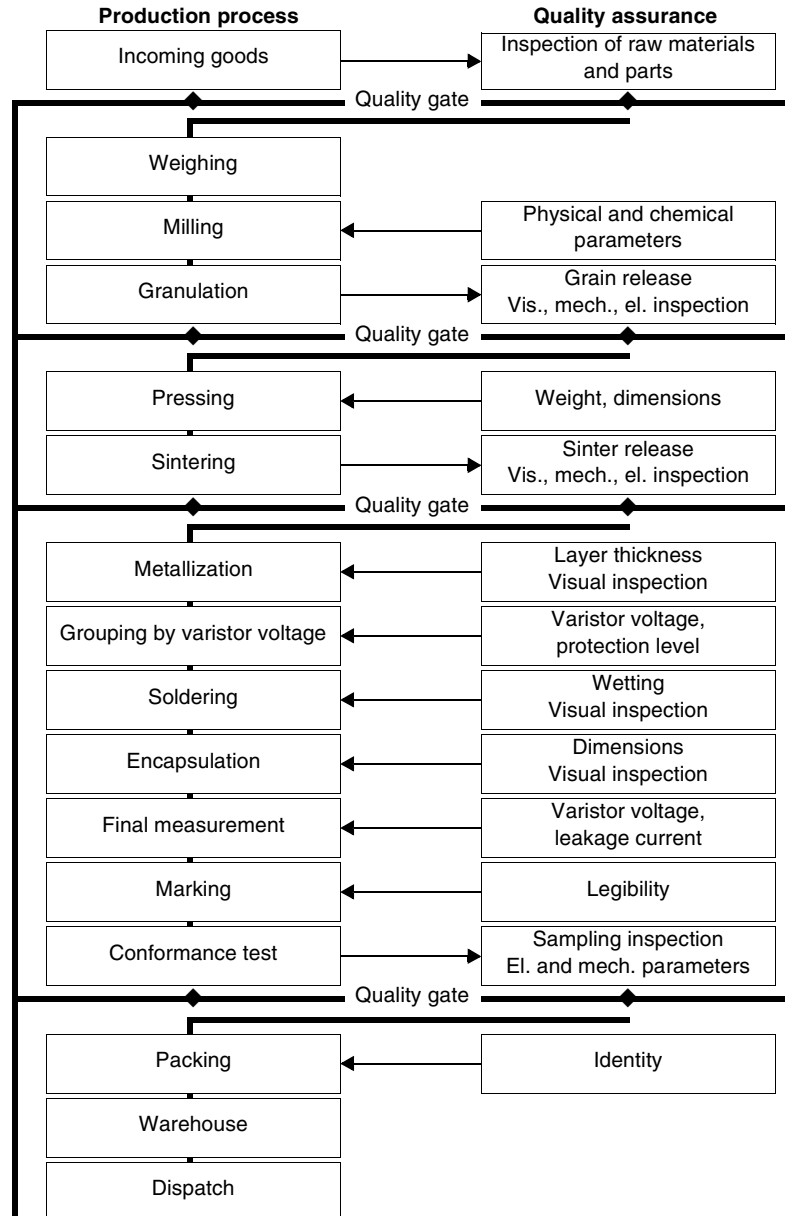 Production process
Quality assurance
Incoming goods
Inspection of raw materials
and parts
Quality gate
Weighing
Milling
Physical and chemical
parameters
Granulation
Grain release
Vis., mech., el. inspection
Quality gate
Pressing
Weight, dimensions
Sintering
Sinter release
Vis., mech., el. inspection
Quality gate
Metallization
Layer thickness
Visual inspection
Grouping by varistor voltage
Varistor voltage,
protection level
Soldering
Wetting
Visual inspection
Encapsulation
Dimensions
Visual inspection
Final measurement
Varistor voltage,
leakage current
Marking
Legibility
Conformance test
Sampling inspection
El. and mech. parameters
Quality gate
Packing
Identity
Warehouse
Dispatch